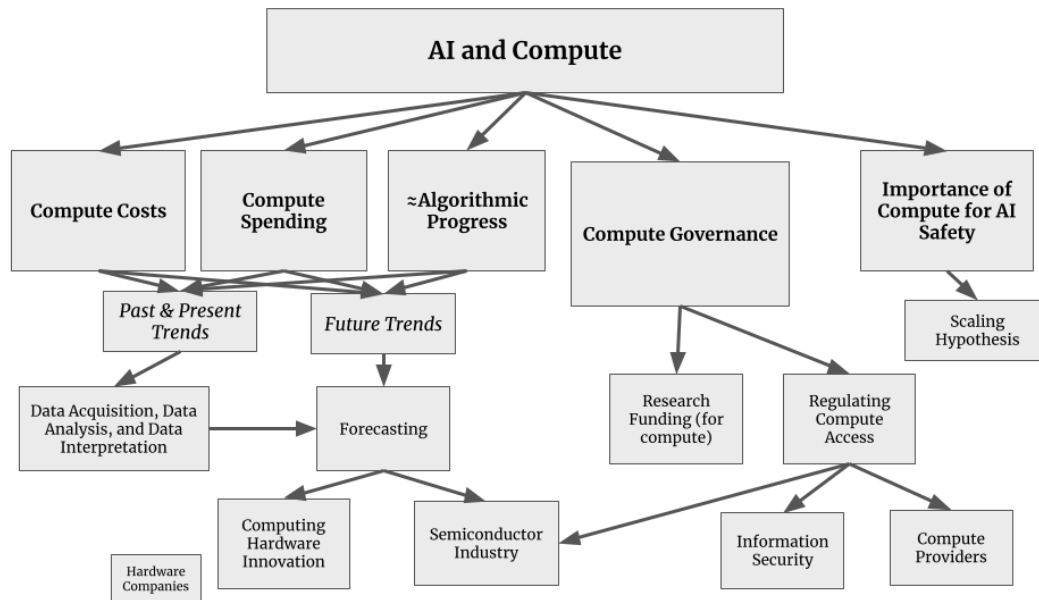 AI and Compute
Compute Costs
Compute
Spending
≈Algorithmic
Progress
Compute Governance
Importance of
Compute for AI
Safety
Past & Present
Trends
Future Trends
Scaling
Hypothesis
Data Acquisition, Data
Analysis, and Data
Interpretation
Forecasting
Research
Funding (for
compute)
Regulating
Compute
Access
Computing
Hardware
Innovation
Semiconductor
Industry
Information
Security
Compute
Providers
Hardware
Companies